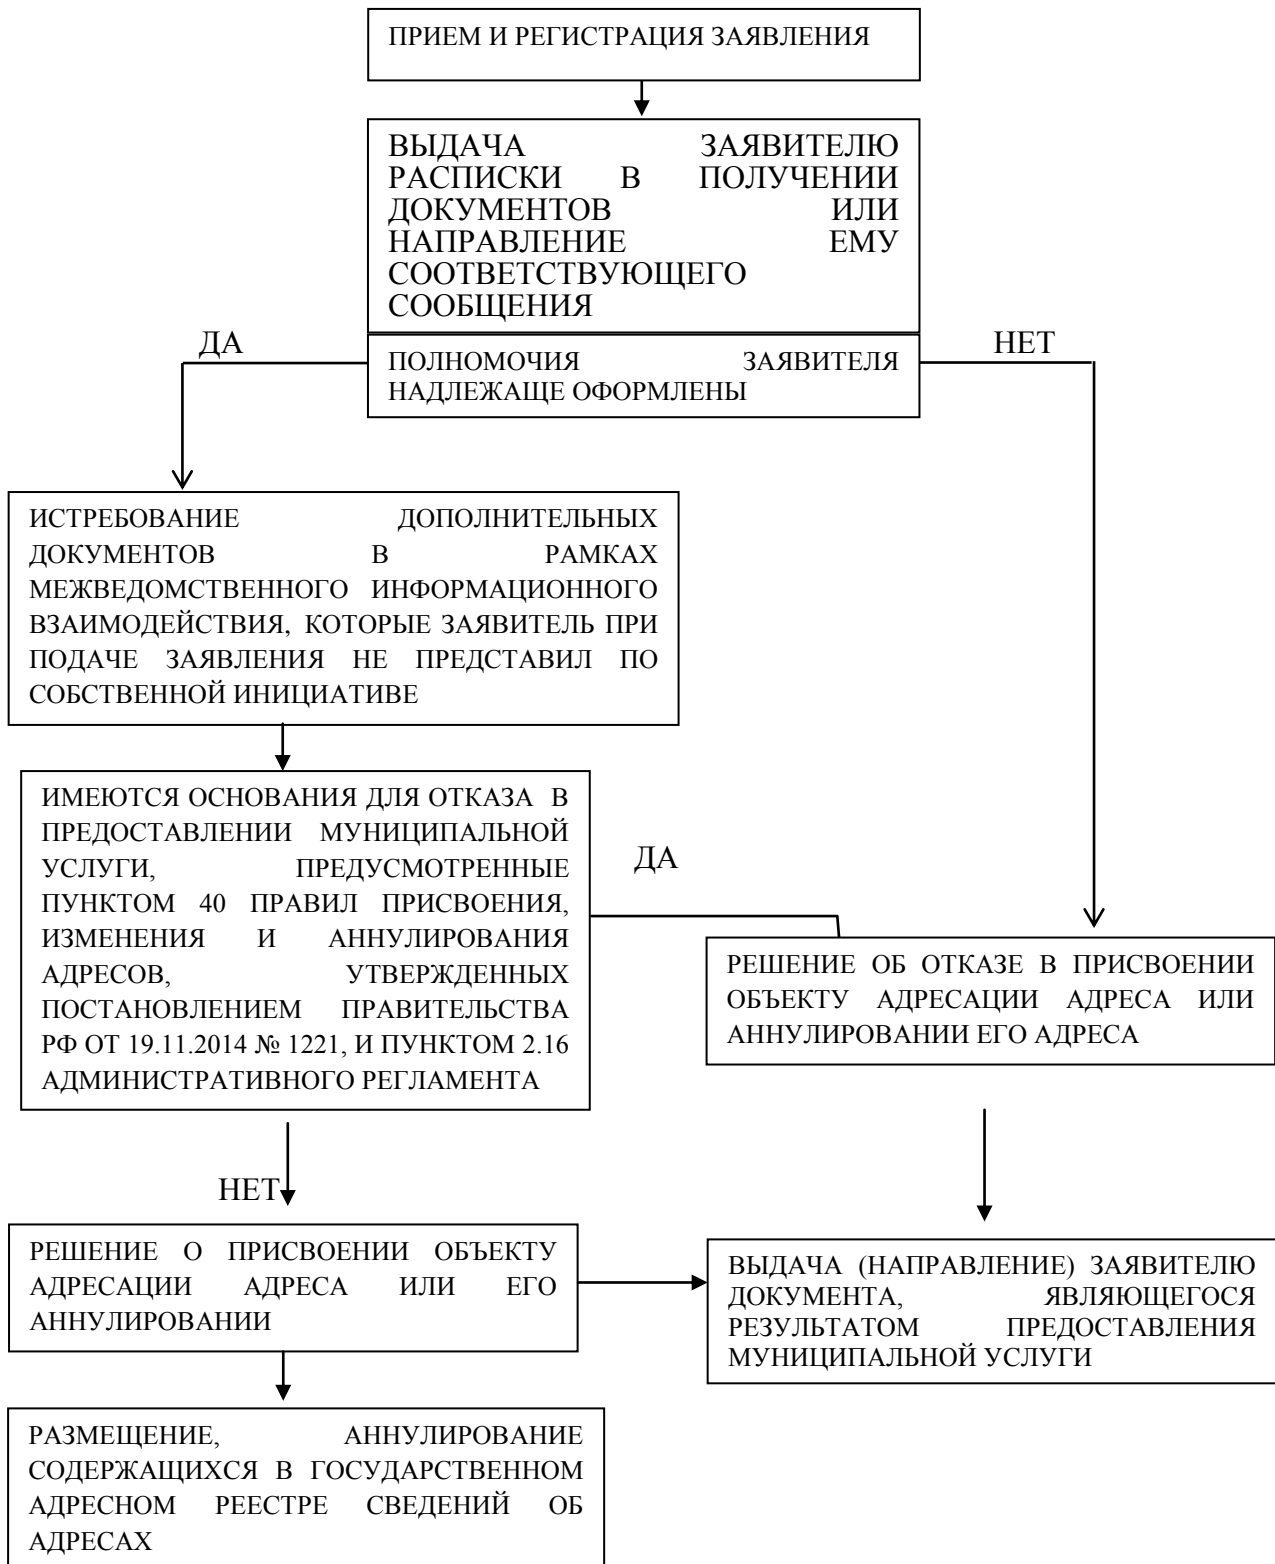 ПРИЕМ И РЕГИСТРАЦИЯ ЗАЯВЛЕНИЯ
ВЫДАЧА ЗАЯВИТЕЛЮ
РАСПИСКИ В ПОЛУЧЕНИИ
ДОКУМЕНТОВ ИЛИ
НАПРАВЛЕНИЕ ЕМУ
СООТВЕТСТВУЮЩЕГО
СООБЩЕНИЯ
ДА
НЕТ
ПОЛНОМОЧИЯ ЗАЯВИТЕЛЯ
НАДЛЕЖАЩЕ ОФОРМЛЕНЫ
ИСТРЕБОВАНИЕ ДОПОЛНИТЕЛЬНЫХ
ДОКУМЕНТОВ В РАМКАХ
МЕЖВЕДОМСТВЕННОГО ИНФОРМАЦИОННОГО
ВЗАИМОДЕЙСТВИЯ, КОТОРЫЕ ЗАЯВИТЕЛЬ ПРИ
ПОДАЧЕ ЗАЯВЛЕНИЯ НЕ ПРЕДСТАВИЛ ПО
СОБСТВЕННОЙ ИНИЦИАТИВЕ
ИМЕЮТСЯ ОСНОВАНИЯ ДЛЯ ОТКАЗА В
ПРЕДОСТАВЛЕНИИ МУНИЦИПАЛЬНОЙ
УСЛУГИ, ПРЕДУСМОТРЕННЫЕ
ПУНКТОМ 40 ПРАВИЛ ПРИСВОЕНИЯ,
ИЗМЕНЕНИЯ И АННУЛИРОВАНИЯ
АДРЕСОВ, УТВЕРЖДЕННЫХ
ПОСТАНОВЛЕНИЕМ ПРАВИТЕЛЬСТВА
РФ ОТ 19.11.2014 № 1221, И ПУНКТОМ 2.16
АДМИНИСТРАТИВНОГО РЕГЛАМЕНТА
ДА
РЕШЕНИЕ ОБ ОТКАЗЕ В ПРИСВОЕНИИ
ОБЪЕКТУ АДРЕСАЦИИ АДРЕСА ИЛИ
АННУЛИРОВАНИИ ЕГО АДРЕСА
НЕТ
РЕШЕНИЕ О ПРИСВОЕНИИ ОБЪЕКТУ
АДРЕСАЦИИ АДРЕСА ИЛИ ЕГО
АННУЛИРОВАНИИ
ВЫДАЧА (НАПРАВЛЕНИЕ) ЗАЯВИТЕЛЮ
ДОКУМЕНТА, ЯВЛЯЮЩЕГОСЯ
РЕЗУЛЬТАТОМ ПРЕДОСТАВЛЕНИЯ
МУНИЦИПАЛЬНОЙ УСЛУГИ
РАЗМЕЩЕНИЕ, АННУЛИРОВАНИЕ
СОДЕРЖАЩИХСЯ В ГОСУДАРСТВЕННОМ
АДРЕСНОМ РЕЕСТРЕ СВЕДЕНИЙ ОБ
АДРЕСАХ